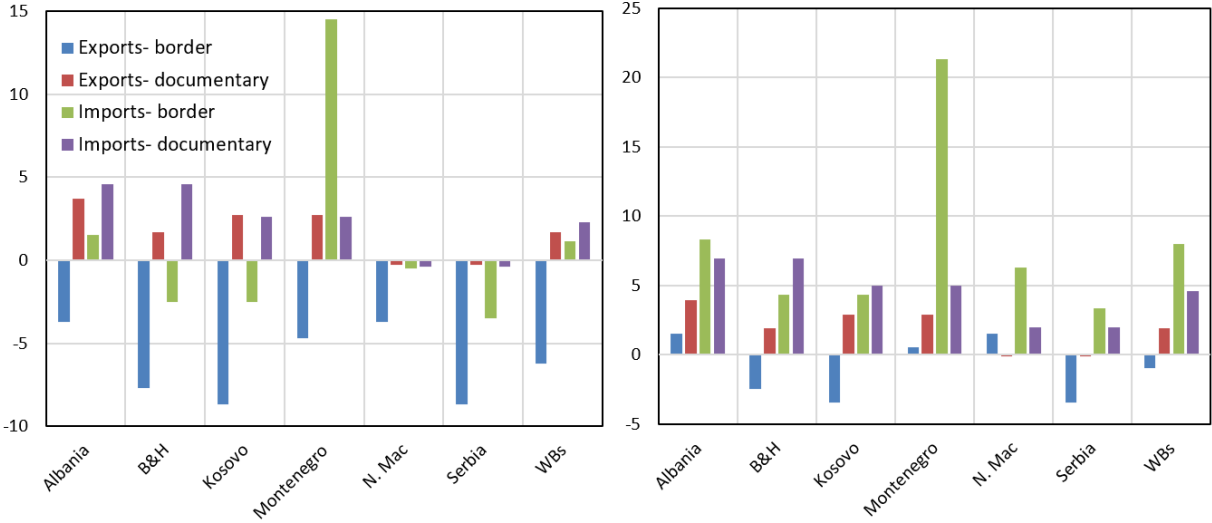 15
10
5
0
-5
-10
Exports- border
Exports- documentary
Imports- border
Imports- documentary
Albania
B&H
Kosovo
Montenegro
N. Mac
Serbia
WBs
25
20
15
10
5
0
-5
Albania
B&H
Kosovo
Montenegro
N. Mac
Serbia
WBs